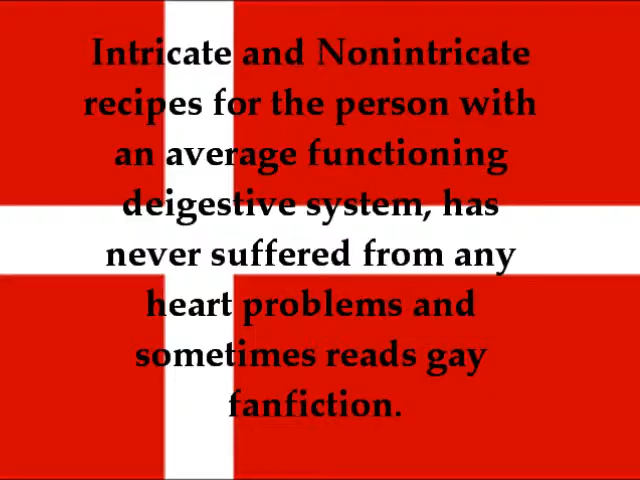 Intricate and Nonintricate
recipes for the person with
an average functioning
deigestive system, has
never suffered from any
heart problems and
sometimes reads gay
fanfiction.